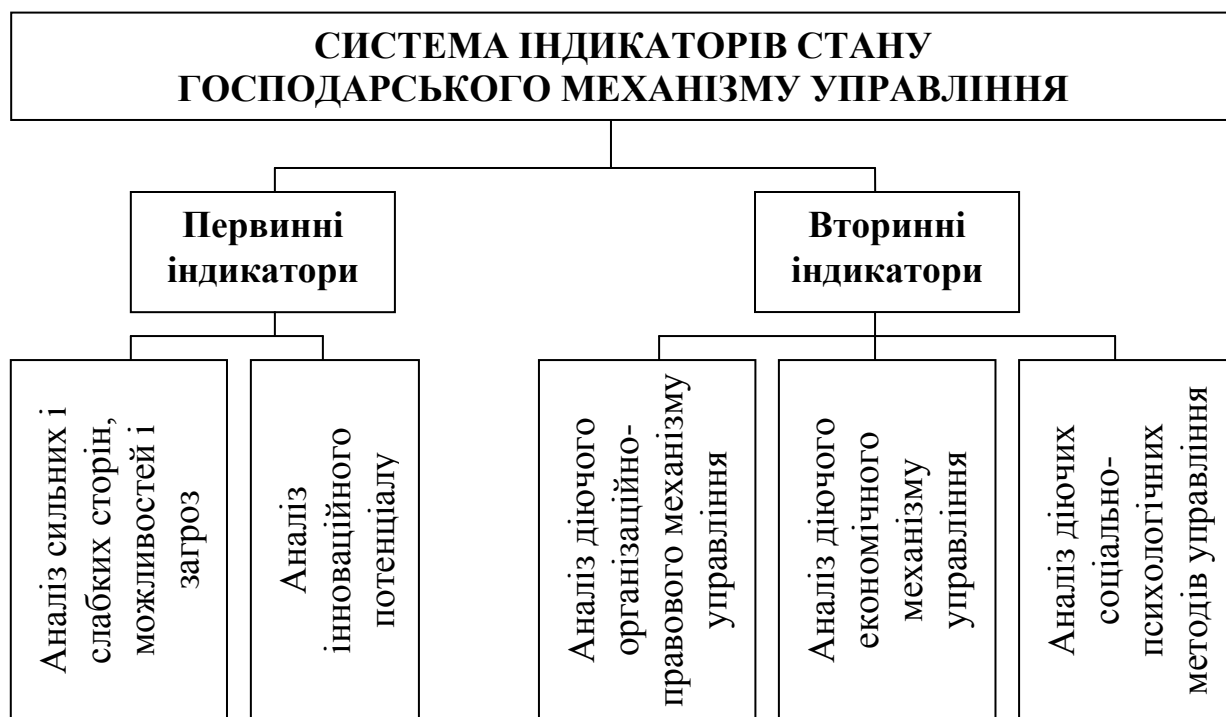 СИСТЕМА ІНДИКАТОРІВ СТАНУ
ГОСПОДАРСЬКОГО МЕХАНІЗМУ УПРАВЛІННЯ
Первинні
індикатори
Вторинні
індикатори
Аналіз сильних і
слабких сторін,
можливостей і
загроз
Аналіз
інноваційного
потенціалу
Аналіз діючого
організаційно-
правового механізму
управління
Аналіз діючого
економічного
механізму
управління
Аналіз діючих
соціально-
психологічних
методів управління